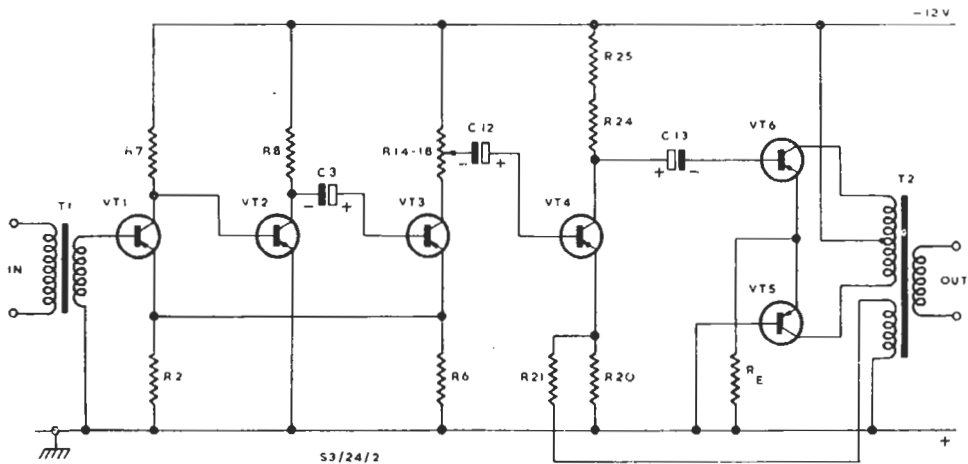 -12V
R25
R24
R7
R8
R14-18
C12
C13
VT6
C3
T1
VT1
VT2
VT3
VT4
T2
IN
OUT
VT5
R2
R6
R21
R20
RE
+
-
+
-
+
+
-
S3/24/2